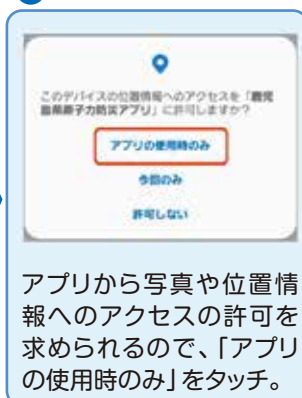 このデバイスの位置情報へのアクセスを「鹿児
島県原子力防災アプリ」に許可しますか？
アプリの使用時のみ
今回のみ
許可しない
アプリから写真や位置情
報へのアクセスの許可を
求められるので、「アプリ
の使用時のみ」をタッチ。